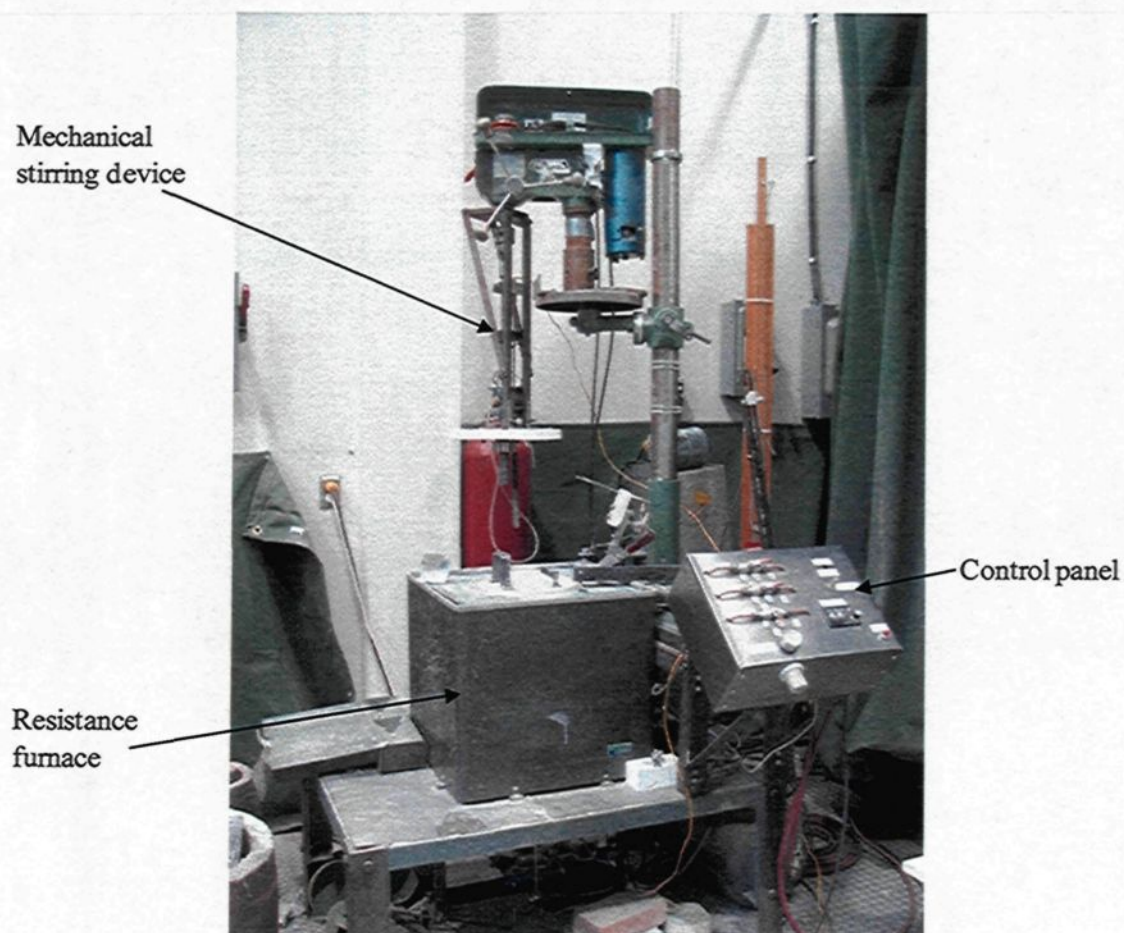 Mechanical
stirring device
Control panel
Resistance
furnace